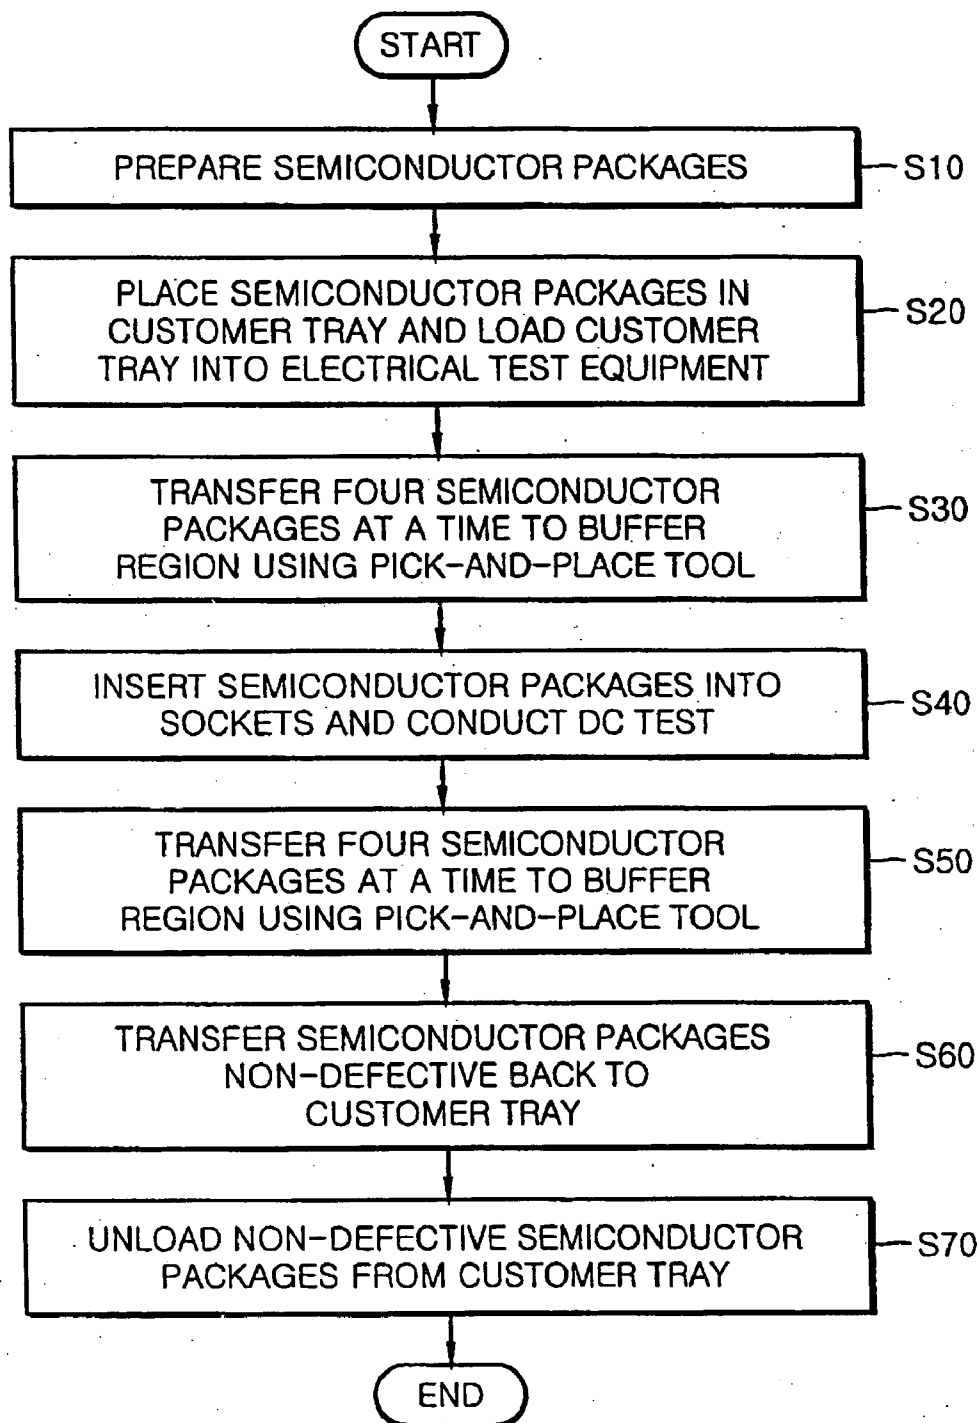 START
PREPARE SEMICONDUCTOR PACKAGES
S10
PLACE SEMICONDUCTOR PACKAGES IN
CUSTOMER TRAY AND LOAD CUSTOMER
TRAY INTO ELECTRICAL TEST EQUIPMENT
S20
TRANSFER FOUR SEMICONDUCTOR
PACKAGES AT A TIME TO BUFFER
REGION USING PICK-AND-PLACE TOOL
S30
INSERT SEMICONDUCTOR PACKAGES INTO
SOCKETS AND CONDUCT DC TEST
S40
TRANSFER FOUR SEMICONDUCTOR
PACKAGES AT A TIME TO BUFFER
REGION USING PICK-AND-PLACE TOOL
S50
TRANSFER SEMICONDUCTOR PACKAGES
NON-DEFECTIVE BACK TO
CUSTOMER TRAY
S60
UNLOAD NON-DEFECTIVE SEMICONDUCTOR
PACKAGES FROM CUSTOMER TRAY
S70
END